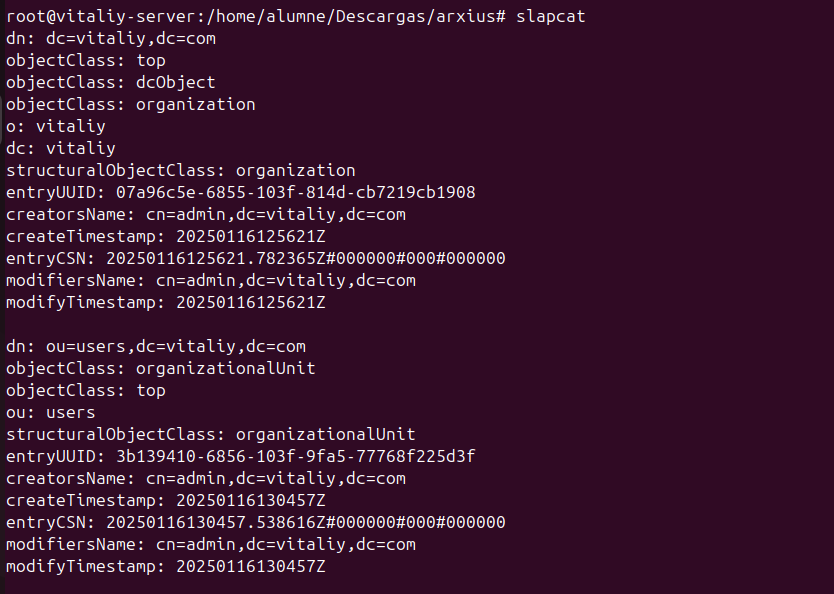 root@vitaliy-server:/home/alumne/Descargas/arxius# slapcat
dn: dc=vitaliy,dc=com
objectClass: top
objectClass: dcObject
objectClass: organization
o: vitaliy
dc: vitaliy
structuralObjectClass: organization
entryUUID: 07a96c5e-6855-103f-814d-cb7219cb1908
creatorsName: cn=admin,dc=vitaliy,dc=com
createTimestamp: 20250116125621Z
entryCSN: 20250116125621.782365Z#000000#000#000000
modifiersName: cn=admin,dc=vitaliy,dc=com
modifyTimestamp: 20250116125621Z

dn: ou=users,dc=vitaliy,dc=com
objectClass: organizationalUnit
objectClass: top
ou: users
structuralObjectClass: organizationalUnit
entryUUID: 3b139410-6856-103f-9fa5-77768f225d3f
creatorsName: cn=admin,dc=vitaliy,dc=com
createTimestamp: 20250116130457Z
entryCSN: 20250116130457.538616Z#000000#000#000000
modifiersName: cn=admin,dc=vitaliy,dc=com
modifyTimestamp: 20250116130457Z